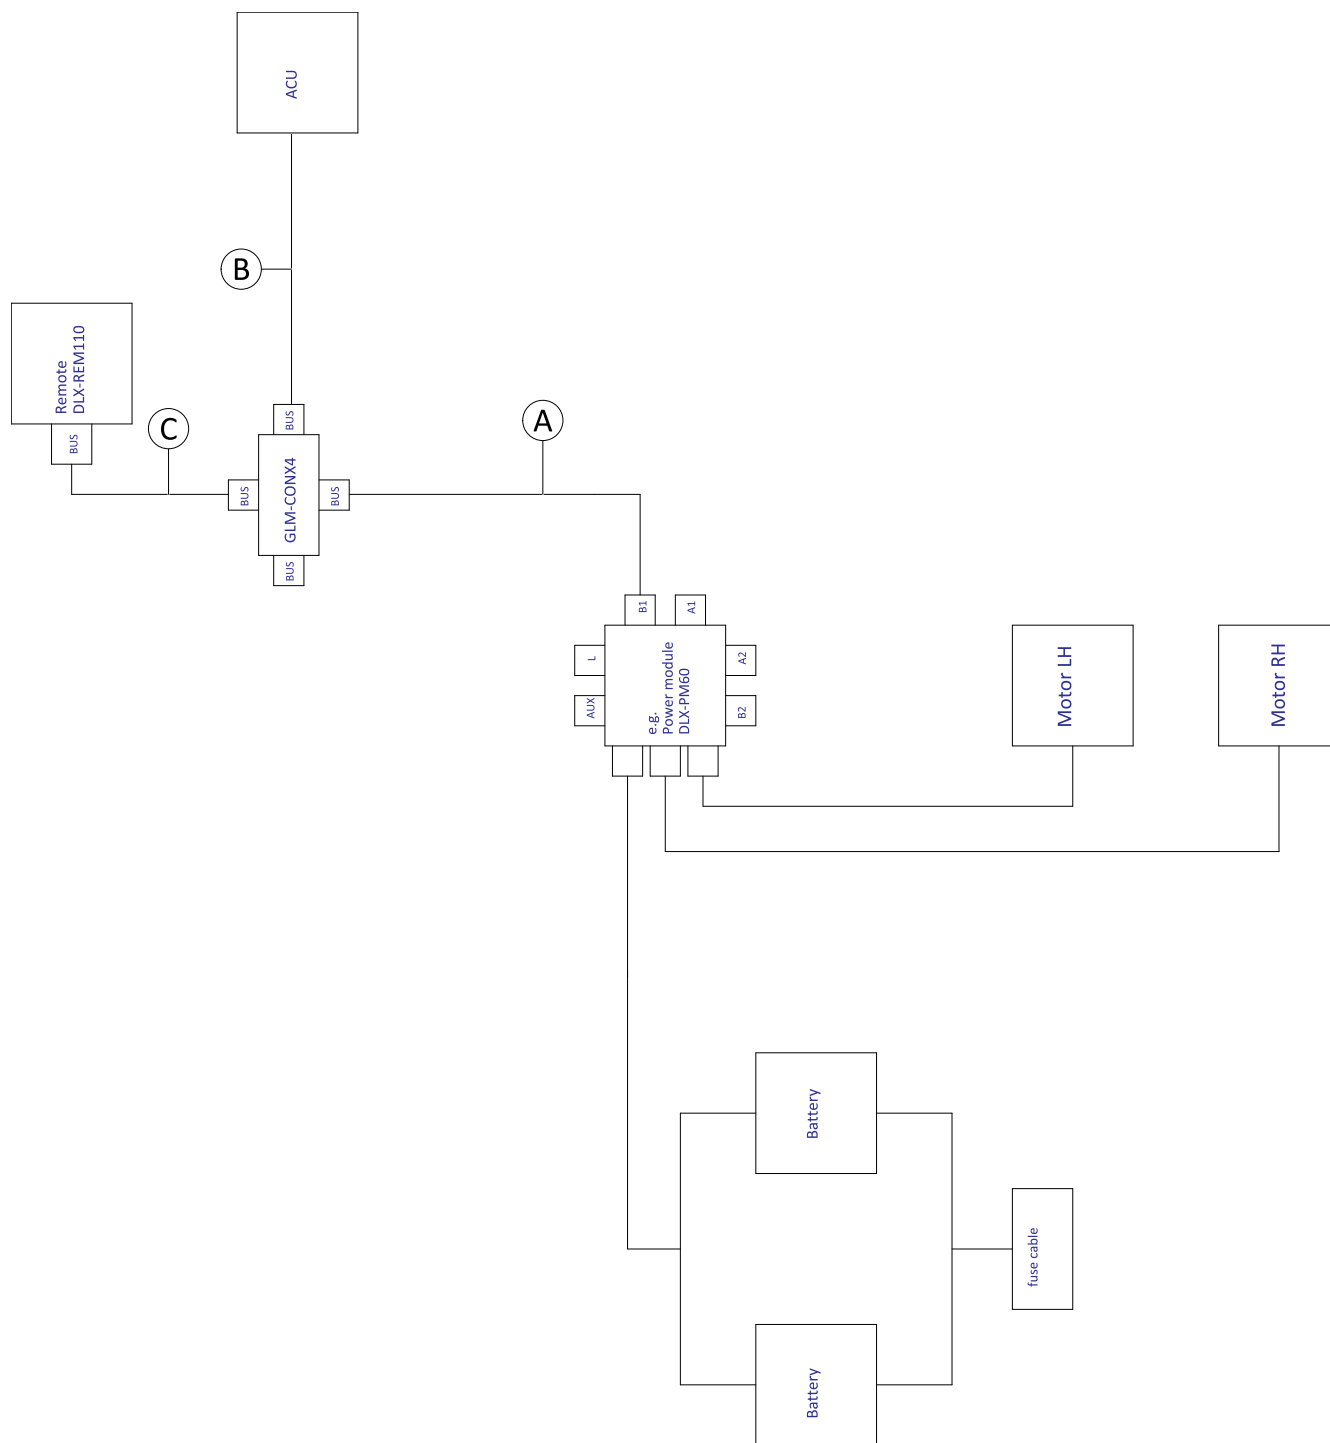 ACU
B
Remote
DLX-REM110
BUS
C
BUS
BUS
GLM-CONX4
BUS
BUS
A
B1
A1
L
AUX
e.g.
Power module
DLX-PM60
A2
B2
Motor LH
Motor RH
Battery
fuse cable
Battery